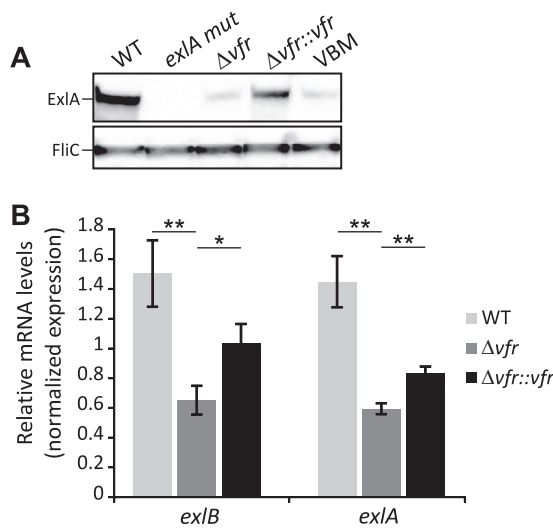 A
WT exlA mut Δvfr Δvfr::vfr VBM
ExlA
FliC
B
Relative mRNA levels
(normalized expression)
1.8
1.6
1.4
1.2
1
0.8
0.6
0.4
0.2
0
** * ** **
WT
Δvfr
Δvfr::vfr
exlB exlA